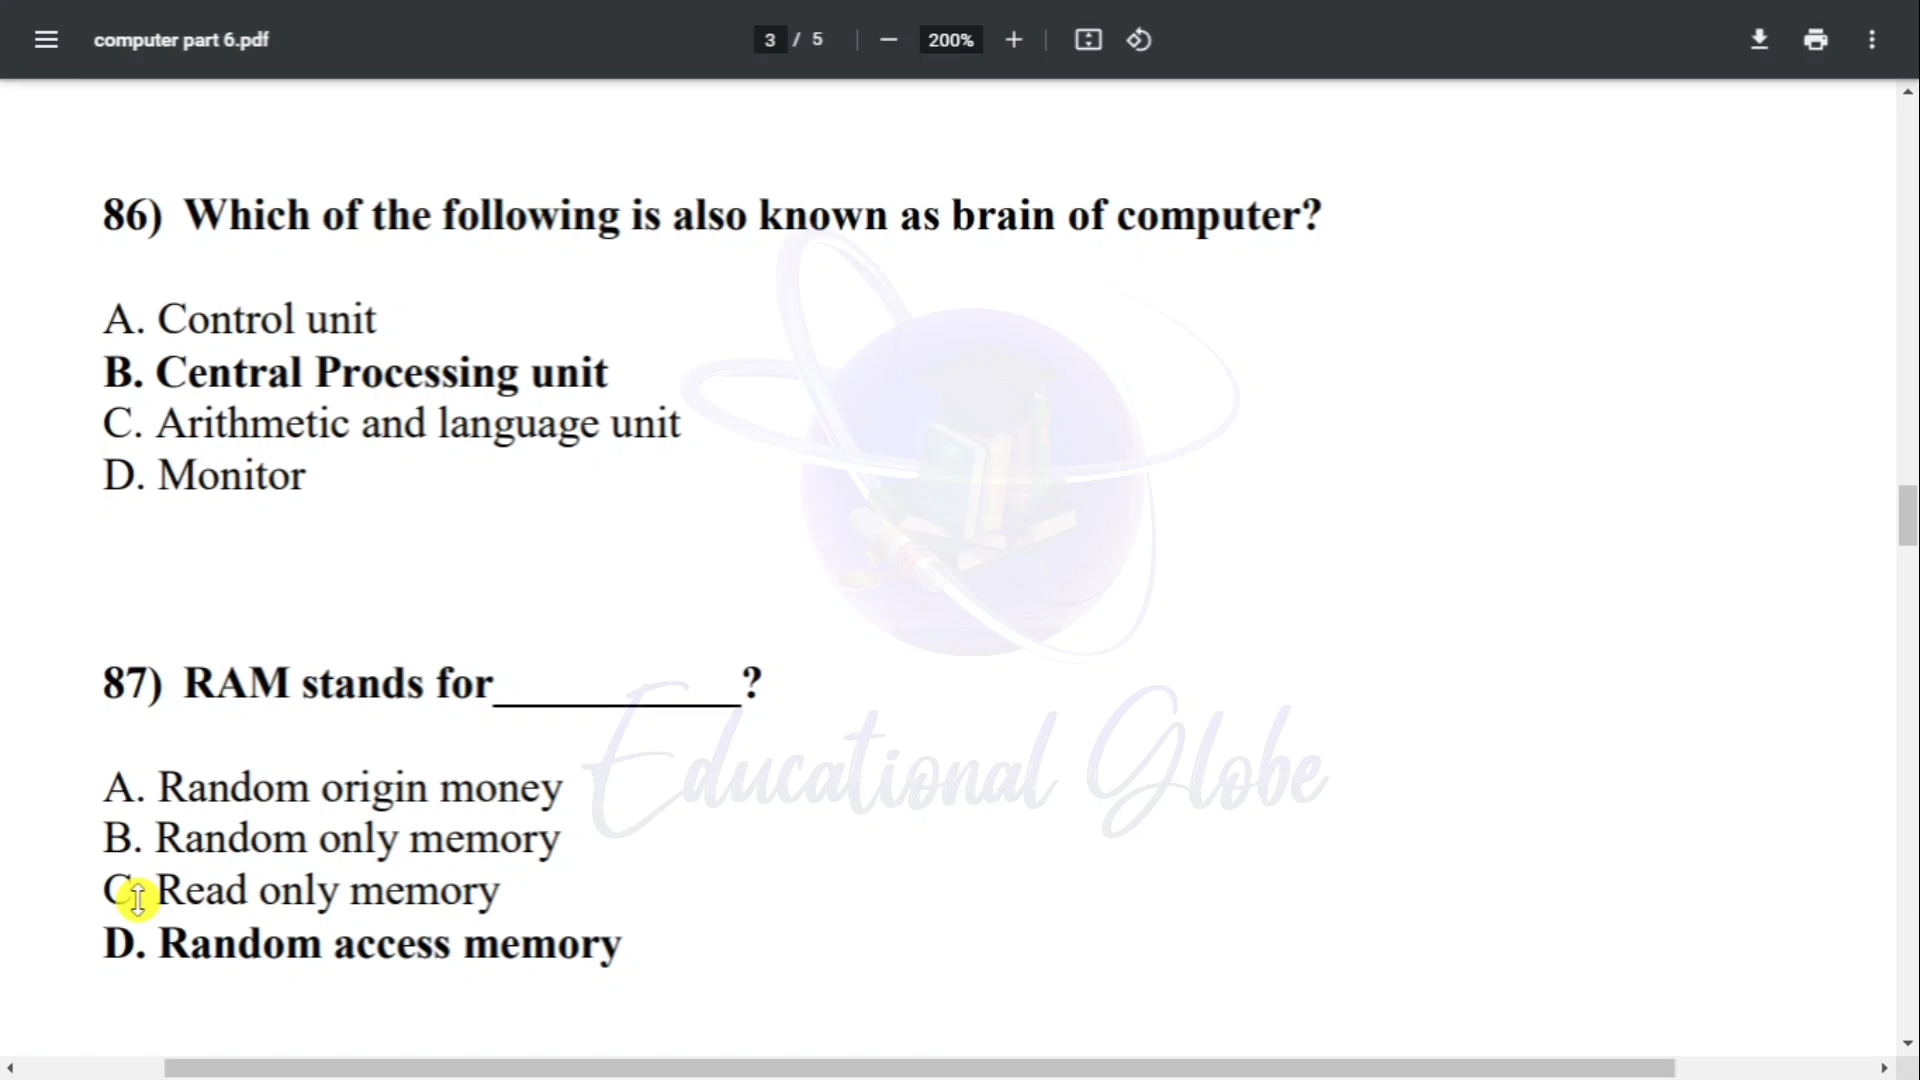 computer part 6.pdf
3 / 5
200%
86) Which of the following is also known as brain of computer?
A. Control unit
B. Central Processing unit
C. Arithmetic and language unit
D. Monitor
87) RAM stands for____________?
Educational Globe
A. Random origin money
B. Random only memory
C. Read only memory
D. Random access memory